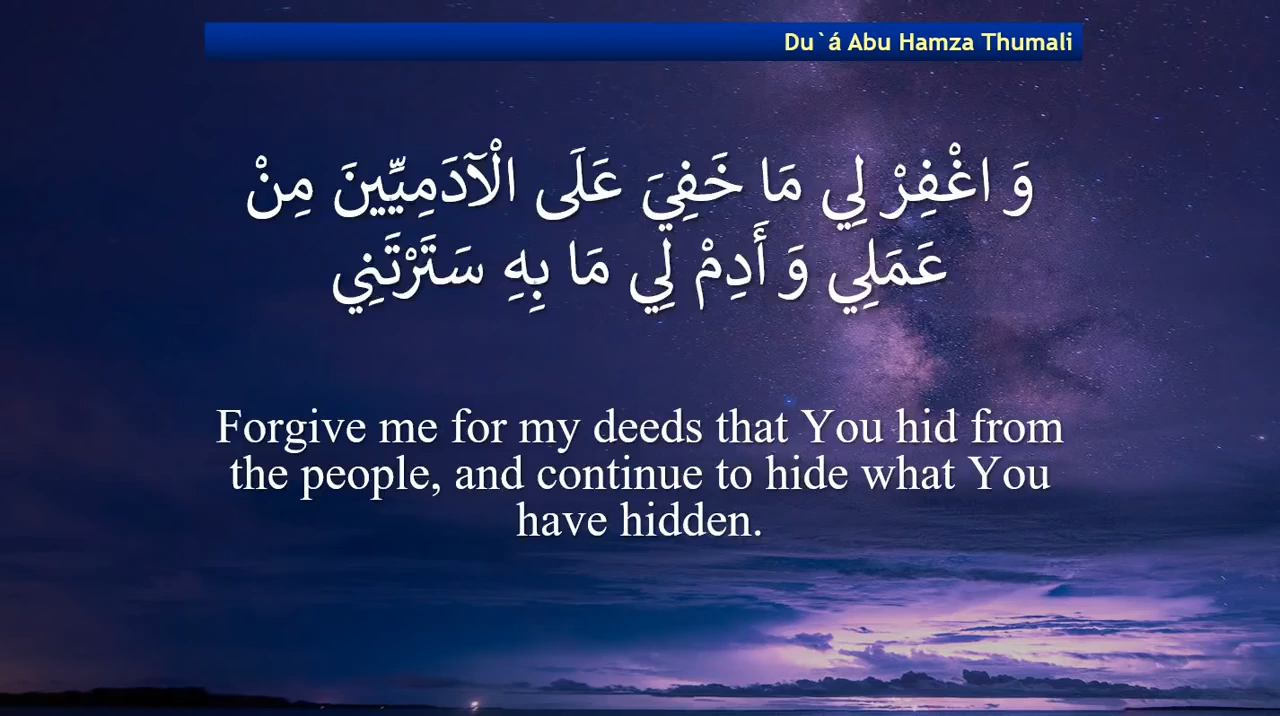 Du`á Abu Hamza Thumali
وَ اغْفِرْ لِي مَا خَفِيَ عَلَى الْآدَمِيِّينَ مِنْ
عَمَلِي وَ أَدِمْ لِي مَا بِهِ سَتَرْتَنِي
Forgive me for my deeds that You hid from
the people, and continue to hide what You
have hidden.